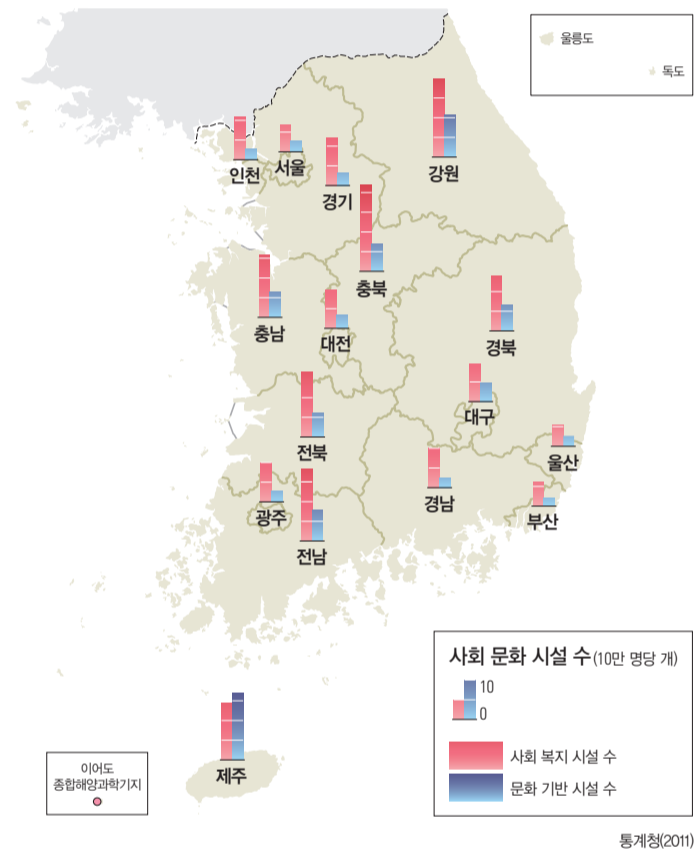 울릉도
독도
인천
서울
경기
강원
충북
충남
대전
경북
대구
전북
울산
경남
광주
부산
전남
제주
이어도
종합해양과학기지
사회 문화 시설 수 (10만 명당 개)
10
0
사회 복지 시설 수
문화 기반 시설 수
통계청(2011)